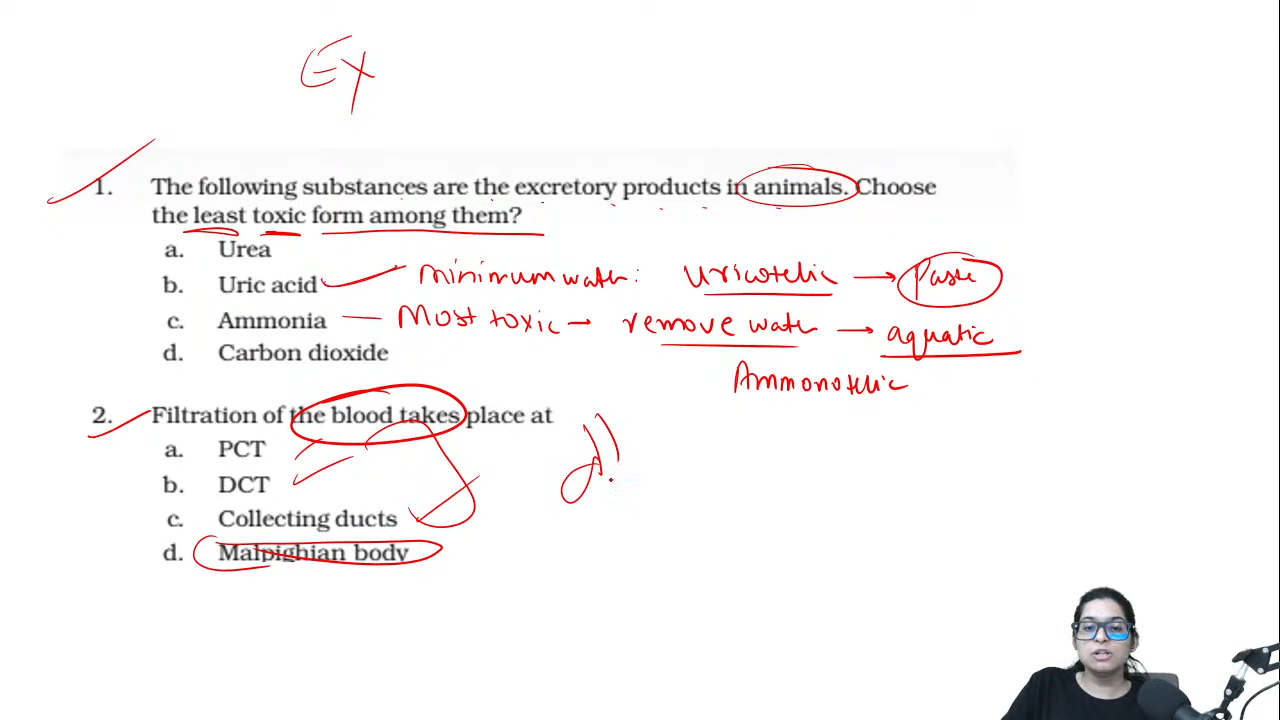 Ex
1. The following substances are the excretory products in animals. Choose
the least toxic form among them?
a. Urea
b. Uric acid minimum water: uricotelic → Paste
c. Ammonia — Most toxic → remove water → aquatic
Ammonotelic
d. Carbon dioxide
2. Filtration of the blood takes place at
a. PCT
b. DCT
c. Collecting ducts
d. Malpighian body